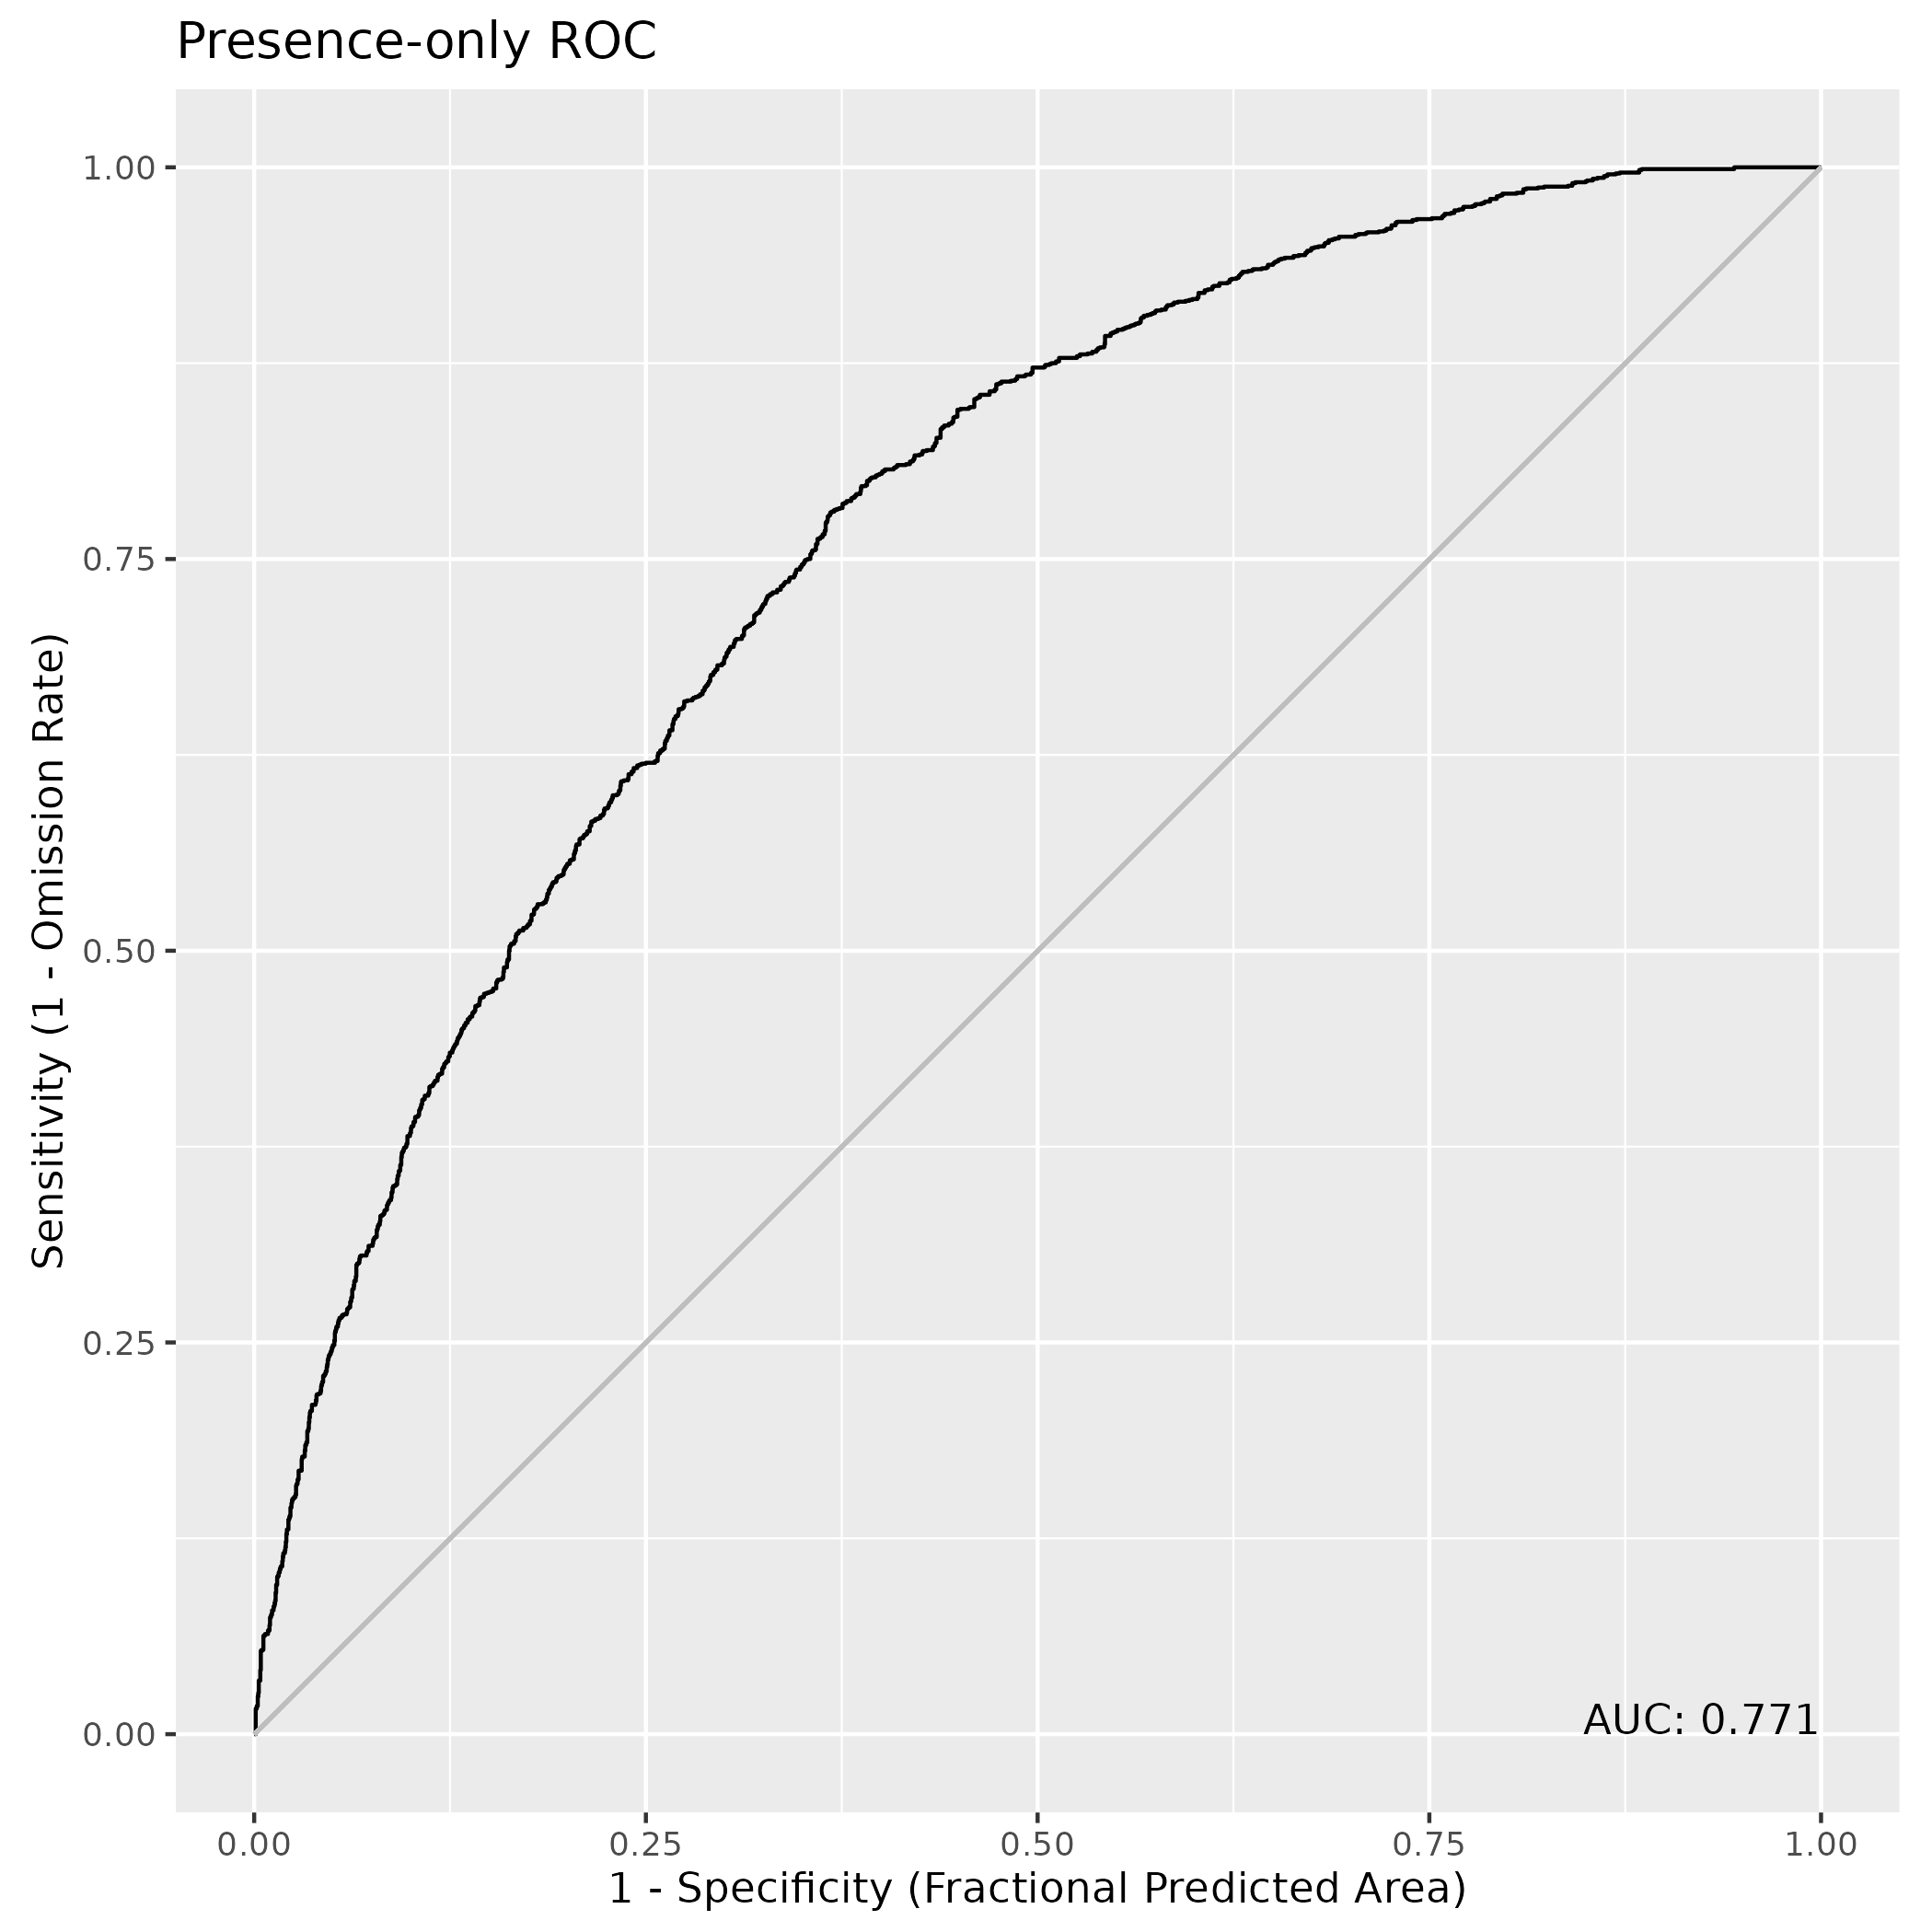 Presence-only ROC
Sensitivity (1 - Omission Rate)
1.00
0.75
0.50
0.25
0.00
AUC: 0.771
0.00 0.25 0.50 0.75 1.00
1 - Specificity (Fractional Predicted Area)